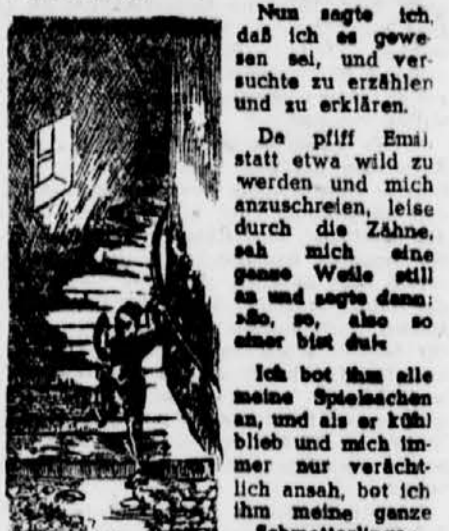 Nun sagte ich,
daß ich es gewe-
sen sei, und ver-
suchte zu erzählen
und zu erklären.
Da pfiff Emil,
statt etwa wild zu
werden und mich
anzuschreien, leise
durch die Zähne,
sah mich eine
ganze Weile still
an und sagte dann:
»So, so, also so
einer bist du!«
Ich bot ihm alle
meine Spielsachen
an, und als er kühl
blieb und mich im-
mer nur verächt-
lich ansah, bot ich
ihm meine ganze